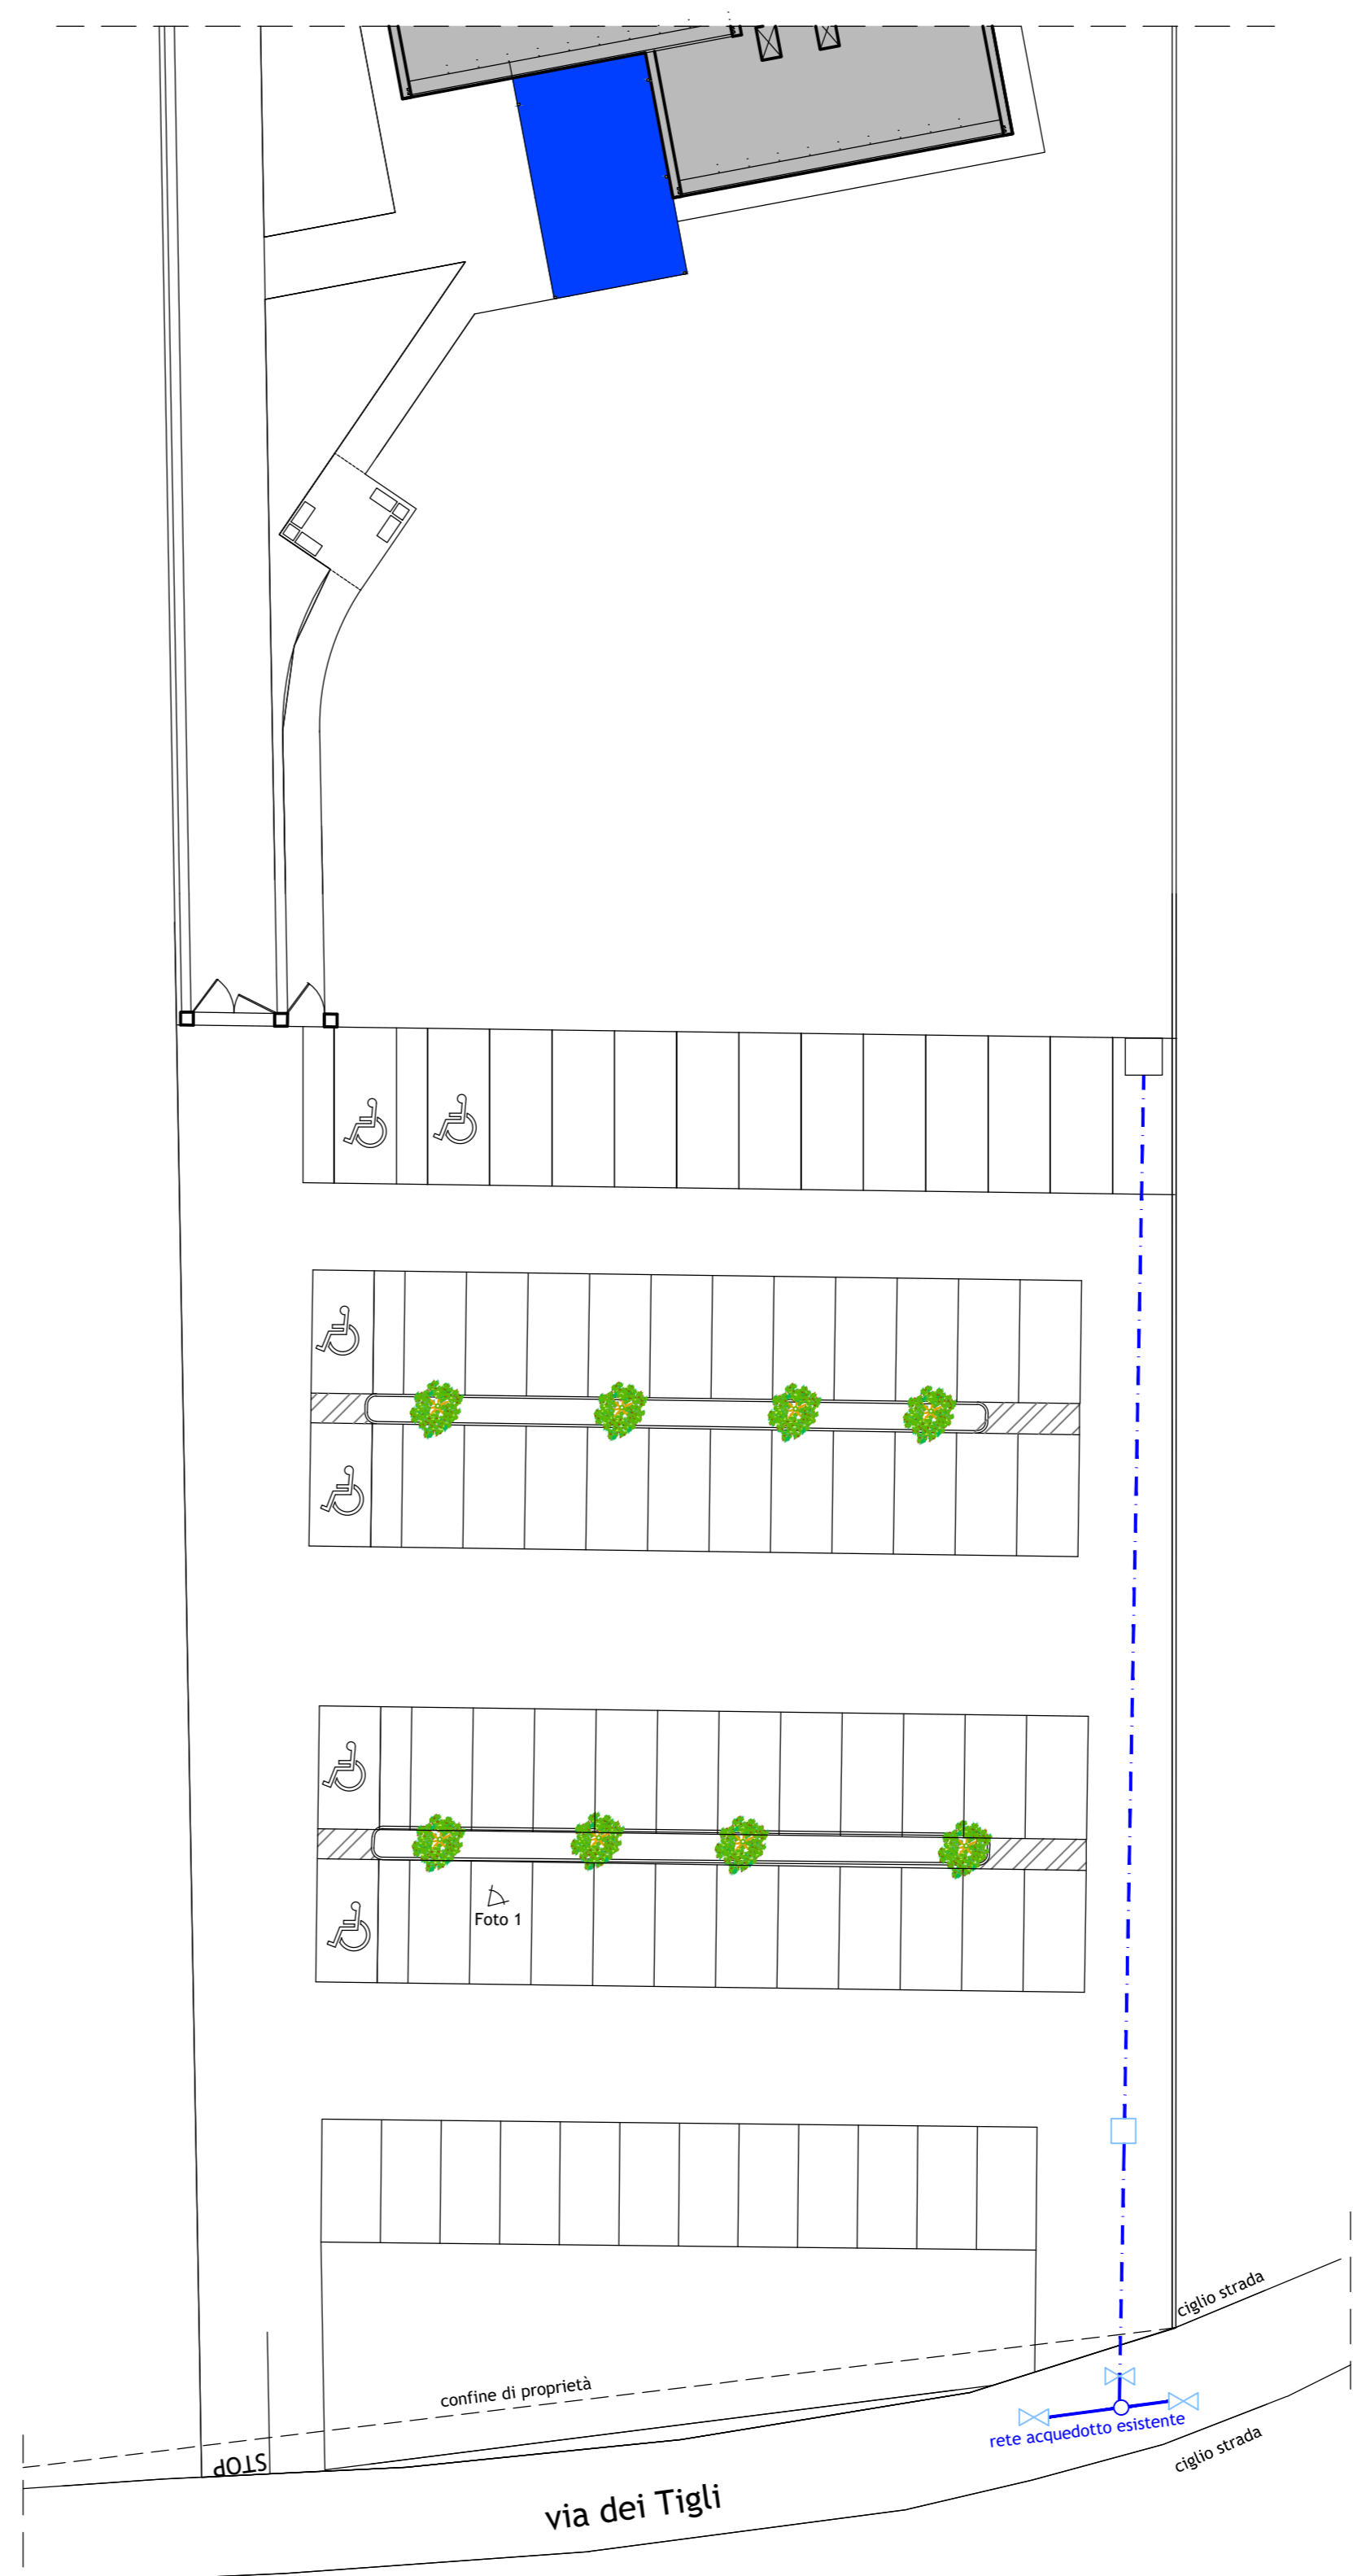 Foto 1
ciglio strada
confine di proprietà
rete acquedotto esistente
ciglio strada
STOP
via dei Tigli